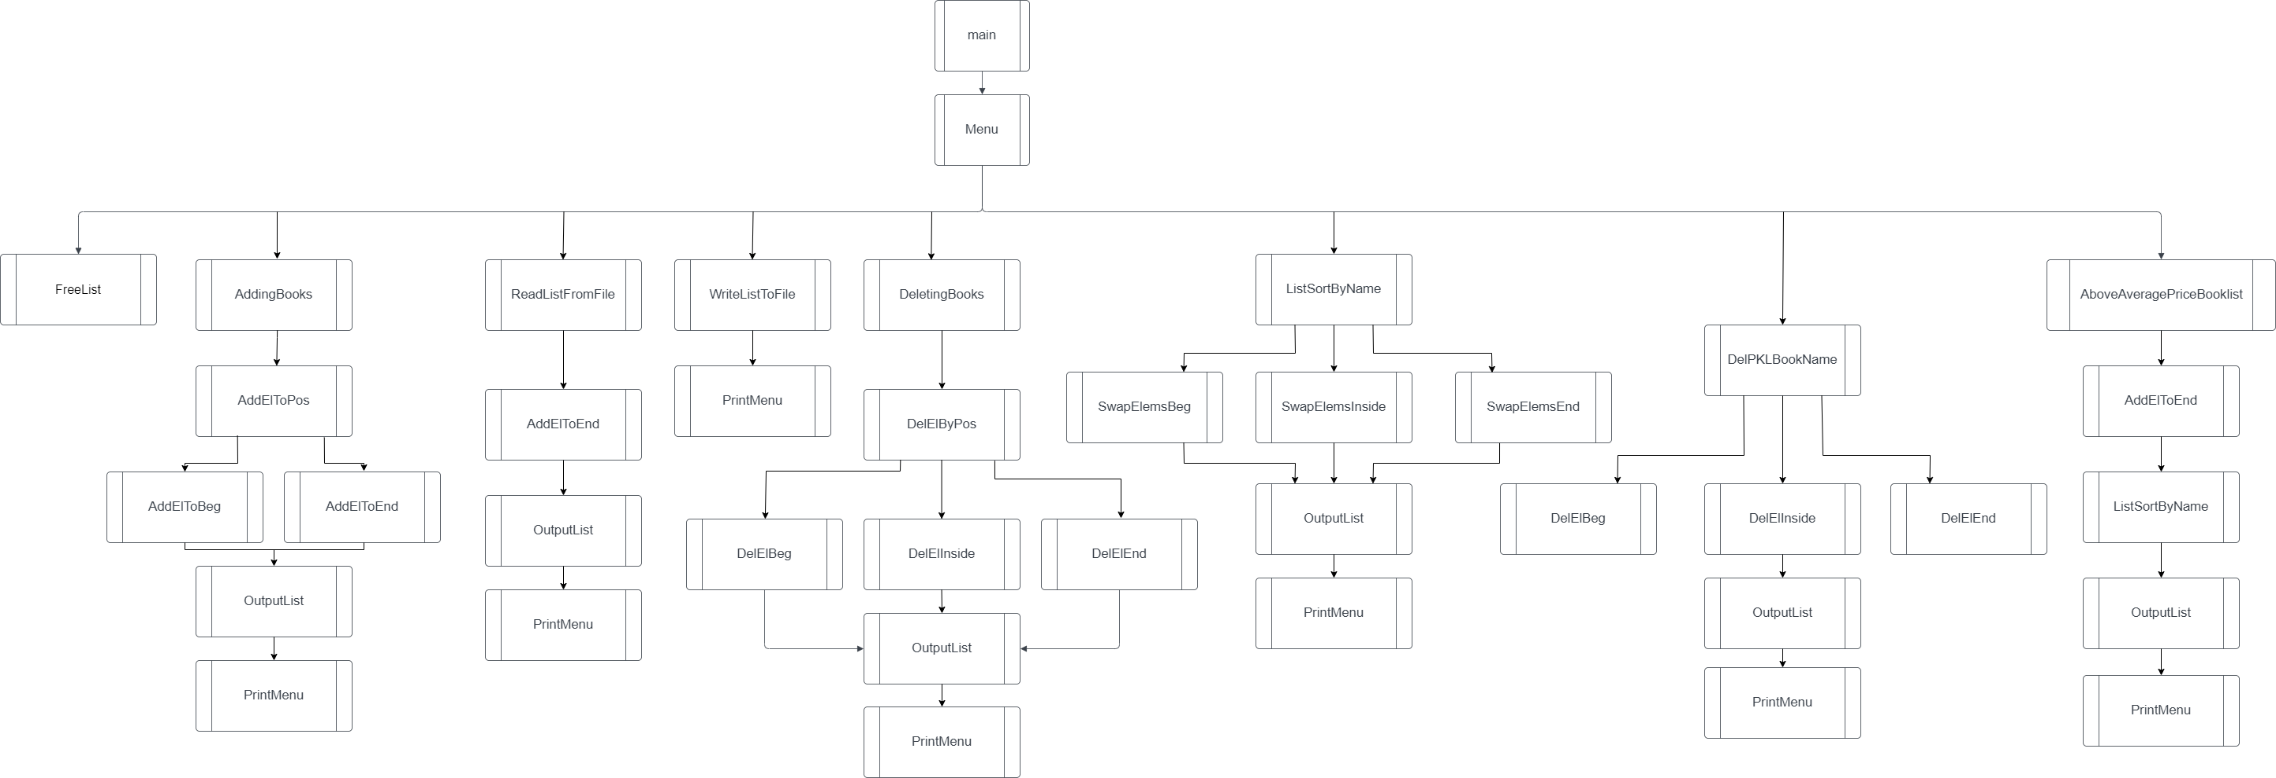 main
Menu
FreeList
AddingBooks
ReadListFromFile
WriteListToFile
DeletingBooks
ListSortByName
DelPKLBookName
AboveAveragePriceBooklist
AddElToPos
AddElToEnd
PrintMenu
DelElByPos
SwapElemsBeg
SwapElemsInside
SwapElemsEnd
AddElToEnd
AddElToBeg
AddElToEnd
OutputList
DelElBeg
DelElInside
DelElEnd
OutputList
DelElBeg
DelElInside
DelElEnd
ListSortByName
OutputList
PrintMenu
OutputList
PrintMenu
OutputList
OutputList
PrintMenu
PrintMenu
PrintMenu
PrintMenu